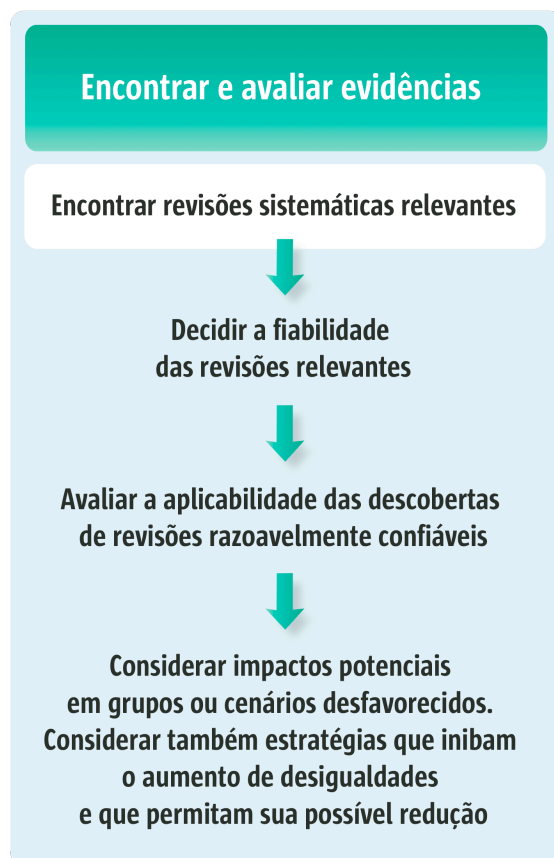 Encontrar e avaliar evidências
Encontrar revisões sistemáticas relevantes
Decidir a fiabilidade
das revisões relevantes
Avaliar a aplicabilidade das descobertas
de revisões razoavelmente confiáveis
Considerar impactos potenciais
em grupos ou cenários desfavorecidos.
Considerar também estratégias que inibam
o aumento de desigualdades
e que permitam sua possível redução